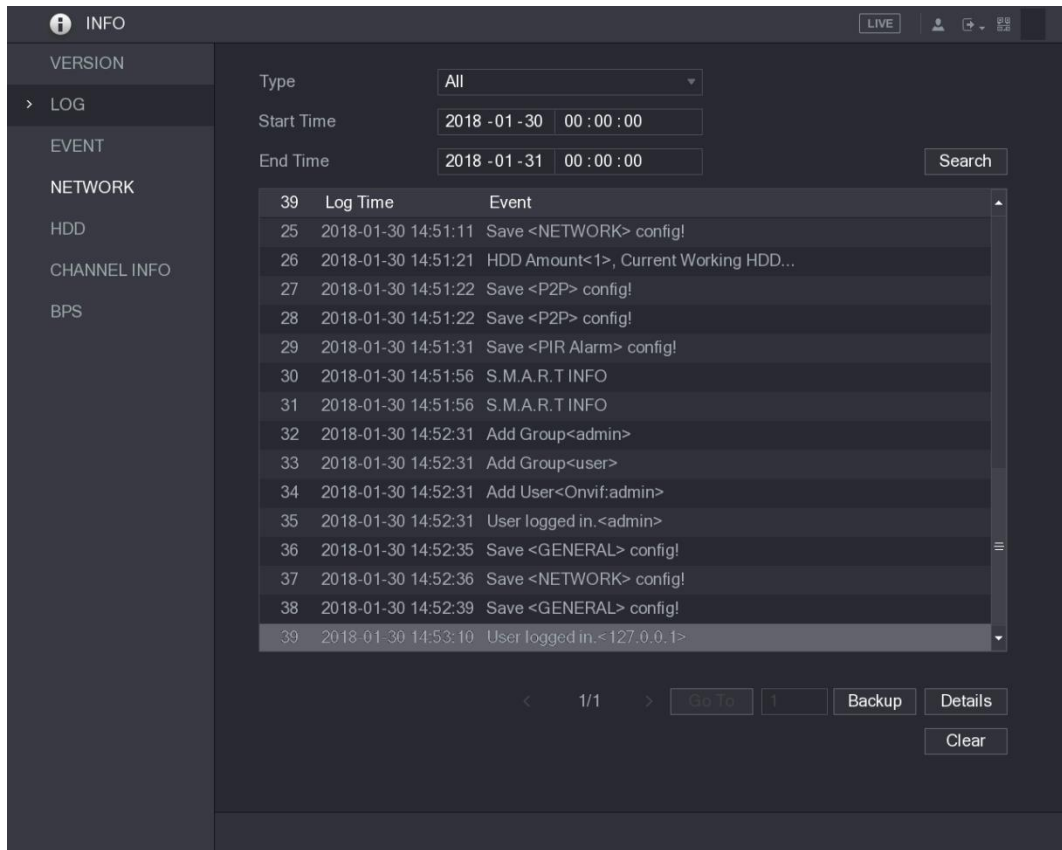 INFO
LIVE
VERSION
LOG
EVENT
NETWORK
HDD
CHANNEL INFO
BPS
Type All
Start Time 2018 -01 -30 00 : 00 : 00
End Time 2018 -01 -31 00 : 00 : 00 Search
39 Log Time Event
25 2018-01-30 14:51:11 Save <NETWORK> config!
26 2018-01-30 14:51:21 HDD Amount<1>, Current Working HDD...
27 2018-01-30 14:51:22 Save <P2P> config!
28 2018-01-30 14:51:22 Save <P2P> config!
29 2018-01-30 14:51:31 Save <PIR Alarm> config!
30 2018-01-30 14:51:56 S.M.A.R.T INFO
31 2018-01-30 14:51:56 S.M.A.R.T INFO
32 2018-01-30 14:52:31 Add Group<admin>
33 2018-01-30 14:52:31 Add Group<user>
34 2018-01-30 14:52:31 Add User<Onvif:admin>
35 2018-01-30 14:52:31 User logged in.<admin>
36 2018-01-30 14:52:35 Save <GENERAL> config!
37 2018-01-30 14:52:36 Save <NETWORK> config!
38 2018-01-30 14:52:39 Save <GENERAL> config!
39 2018-01-30 14:53:10 User logged in.<127.0.0.1>
< 1/1 > Go To 1 Backup Details
Clear